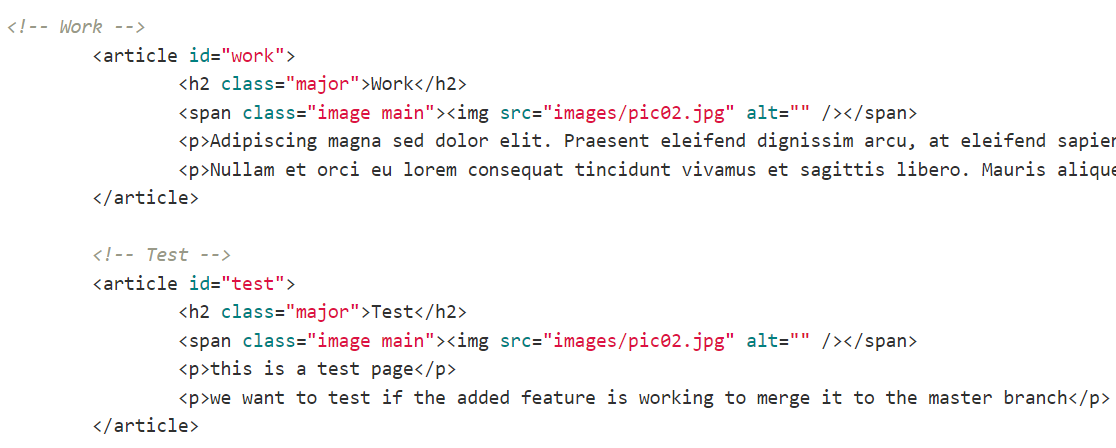 <!-- Work -->
<article id="work">
<h2 class="major">Work</h2>
<span class="image main"><img src="images/pic02.jpg" alt="" /></span>
<p>Adipiscing magna sed dolor elit. Praesent eleifend dignissim arcu, at eleifend sapien
<p>Nullam et orci eu lorem consequat tincidunt vivamus et sagittis libero. Mauris alique
</article>
<!-- Test -->
<article id="test">
<h2 class="major">Test</h2>
<span class="image main"><img src="images/pic02.jpg" alt="" /></span>
<p>this is a test page</p>
<p>we want to test if the added feature is working to merge it to the master branch</p>
</article>